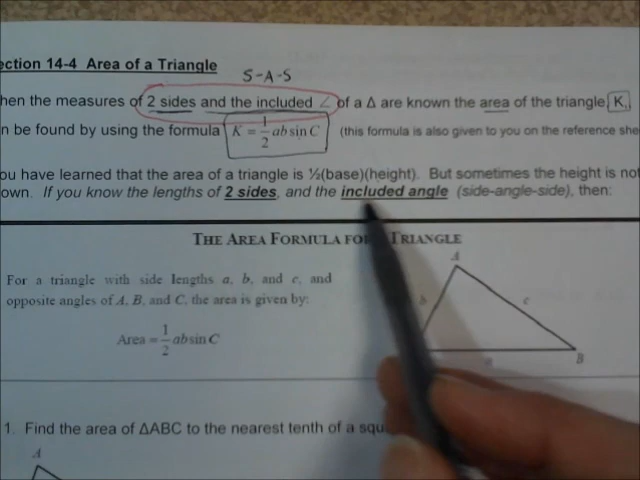 ection 14-4 Area of a Triangle
S-A-S
hen the measures of 2 sides and the included ∠ of a Δ are known the area of the triangle, K,
n be found by using the formula K = 1/2 ab sin C (this formula is also given to you on the reference she
ou have learned that the area of a triangle is ½(base)(height). But sometimes the height is not
own. If you know the lengths of 2 sides, and the included angle (side-angle-side), then:
THE AREA FORMULA FOR TRIANGLE
For a triangle with side lengths a, b, and c, and
opposite angles of A, B, and C, the area is given by:
Area = 1/2 ab sin C
A
b
c
a
B
1. Find the area of ΔABC to the nearest tenth of a squ
A